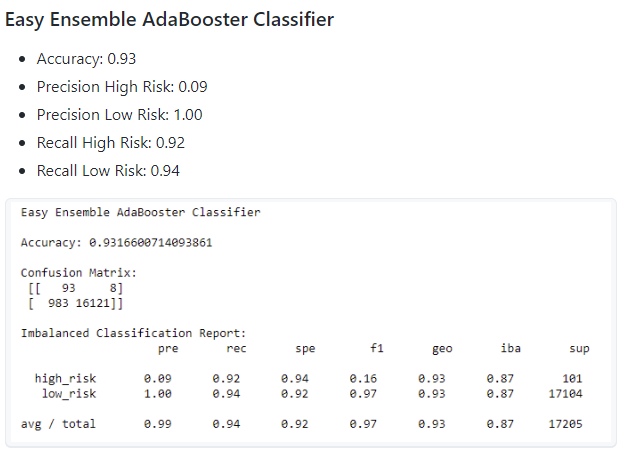 Easy Ensemble AdaBooster Classifier
• Accuracy: 0.93
• Precision High Risk: 0.09
• Precision Low Risk: 1.00
• Recall High Risk: 0.92
• Recall Low Risk: 0.94
Easy Ensemble AdaBooster Classifier
Accuracy: 0.9316600714093861
Confusion Matrix:
[[   93     8]
[  983 16121]]
Imbalanced Classification Report:
pre rec spe f1 geo iba sup
high_risk 0.09 0.92 0.94 0.16 0.93 0.87 101
low_risk 1.00 0.94 0.92 0.97 0.93 0.87 17104
avg / total 0.99 0.94 0.92 0.97 0.93 0.87 17205